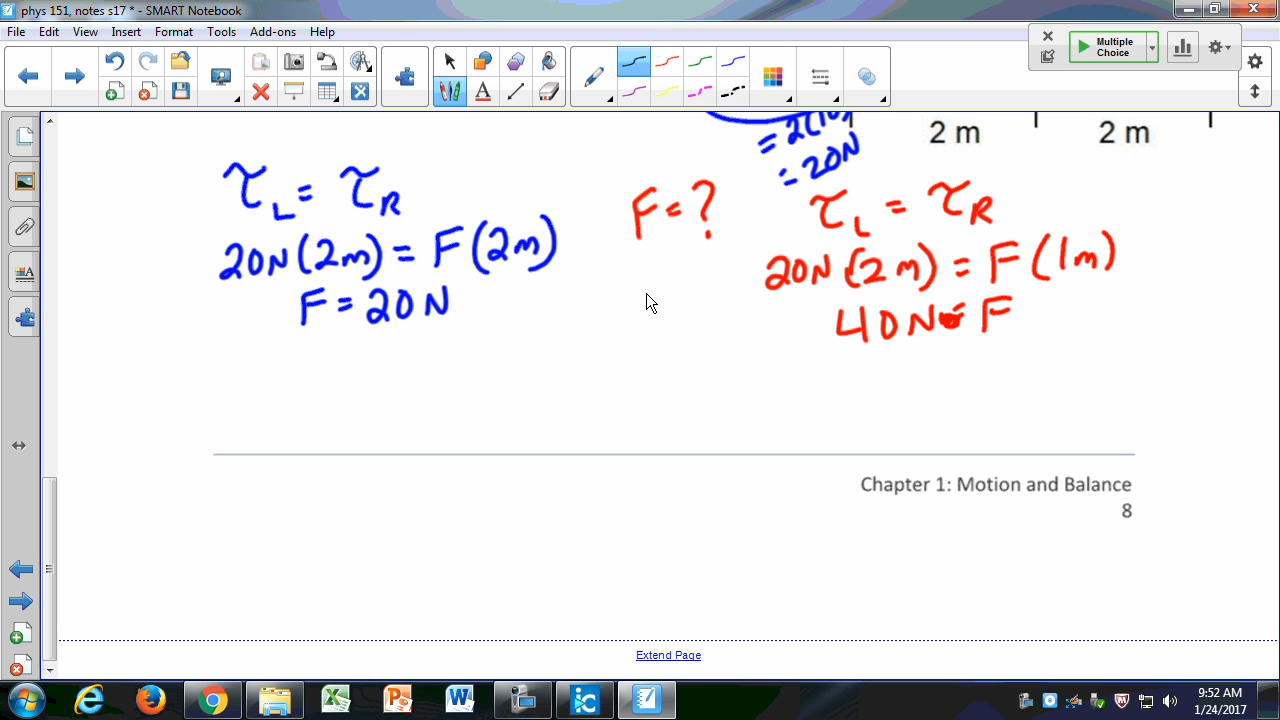 phys 151, notes s17 * - SMART Notebook
File Edit View Insert Format Tools Add-ons Help
Multiple Choice
= 2(10)
= 20N
2 m 2 m
τL = τR
20N(2m) = F(2m)
F = 20N
F = ?
τL = τR
20N(2m) = F(1m)
40N = F
Chapter 1: Motion and Balance
8
Extend Page
9:52 AM
1/24/2017